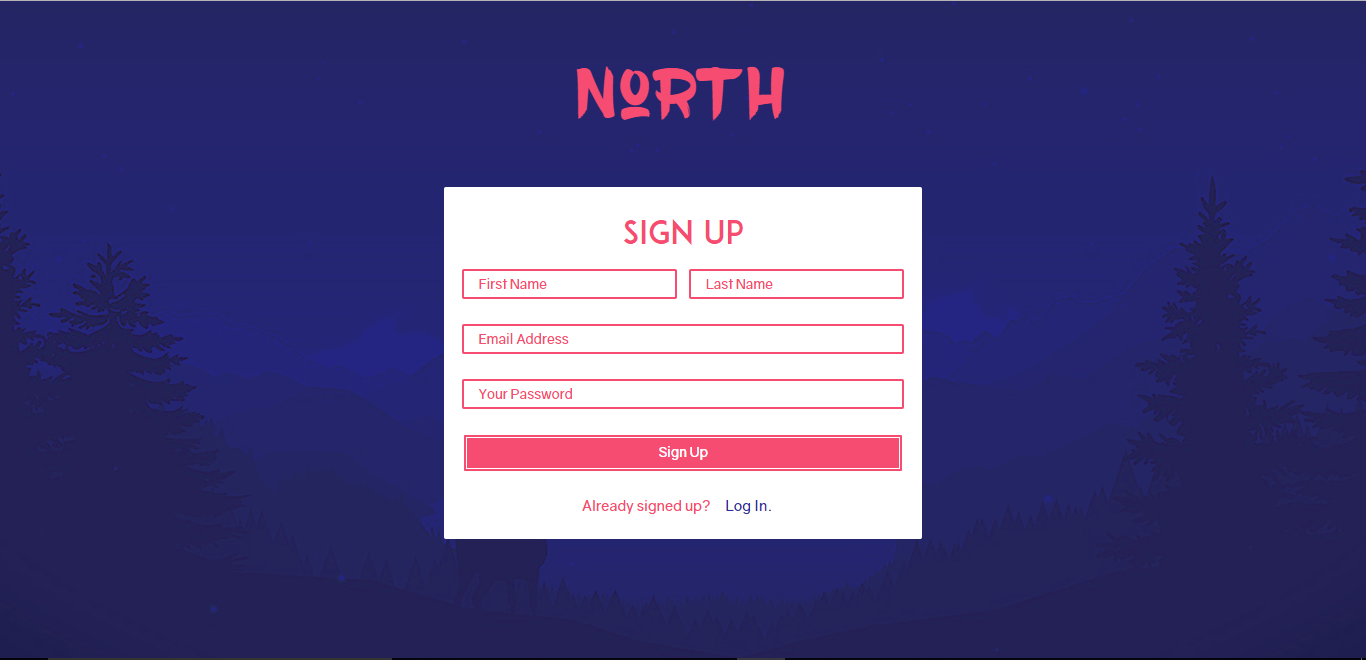 NORTH
SIGN UP
First Name Last Name
Email Address
Your Password
Sign Up
Already signed up? Log In.